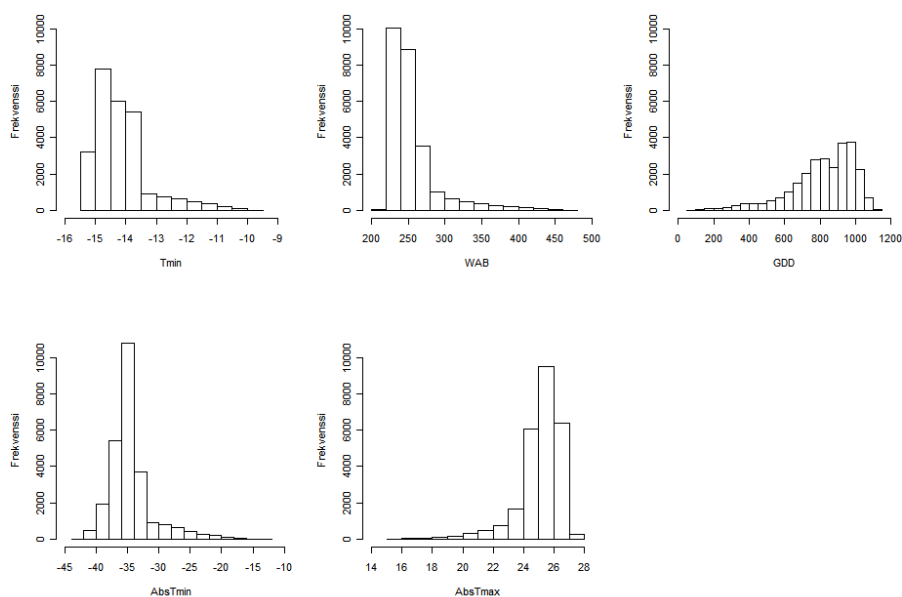 Frekvenssi
0 2000 4000 6000 8000 10000
-16 -15 -14 -13 -12 -11 -10 -9
Tmin
Frekvenssi
0 2000 4000 6000 8000 10000
200 250 300 350 400 450 500
WAB
Frekvenssi
0 2000 4000 6000 8000 10000
0 200 400 600 800 1000 1200
GDD
Frekvenssi
0 2000 4000 6000 8000 10000
-45 -40 -35 -30 -25 -20 -15 -10
AbsTmin
Frekvenssi
0 2000 4000 6000 8000 10000
14 16 18 20 22 24 26 28
AbsTmax